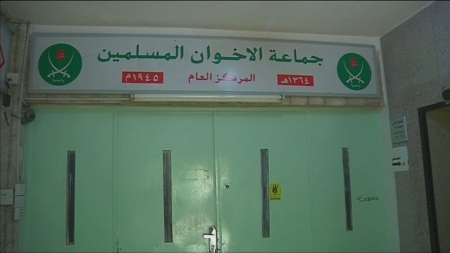 جماعة الاخوان المسلمين
١٣٦٤هـ المركز العام ١٩٤٥م